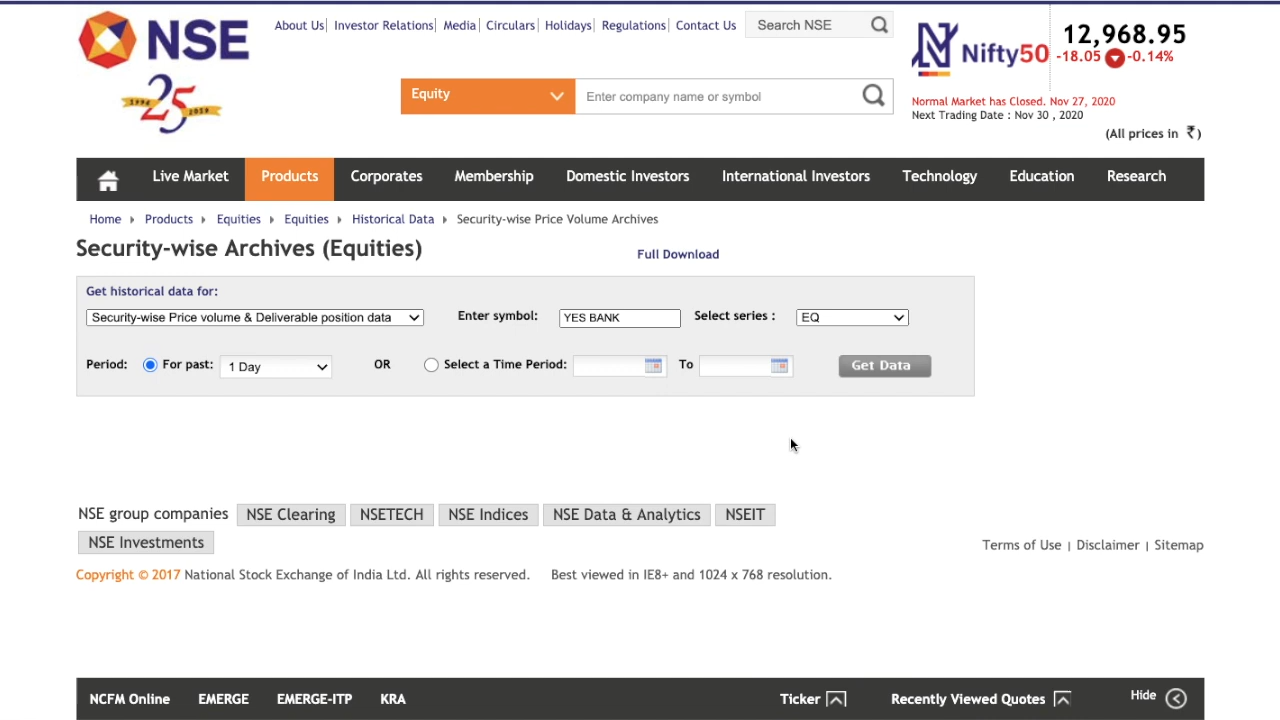 NSE
About Us | Investor Relations | Media | Circulars | Holidays | Regulations | Contact Us
Search NSE
1994 25 2019
Equity
Enter company name or symbol
Nifty50
12,968.95
-18.05 -0.14%
Normal Market has Closed. Nov 27, 2020
Next Trading Date : Nov 30 , 2020
(All prices in ₹)
Live Market Products Corporates Membership Domestic Investors International Investors Technology Education Research
Home Products Equities Equities Historical Data Security-wise Price Volume Archives
Security-wise Archives (Equities)
Full Download
Get historical data for:
Security-wise Price volume & Deliverable position data Enter symbol: YES BANK Select series : EQ
Period: For past: 1 Day OR Select a Time Period: To Get Data
NSE group companies NSE Clearing NSETECH NSE Indices NSE Data & Analytics NSEIT
NSE Investments
Terms of Use | Disclaimer | Sitemap
Copyright © 2017 National Stock Exchange of India Ltd. All rights reserved. Best viewed in IE8+ and 1024 x 768 resolution.
NCFM Online EMERGE EMERGE-ITP KRA Ticker Recently Viewed Quotes Hide